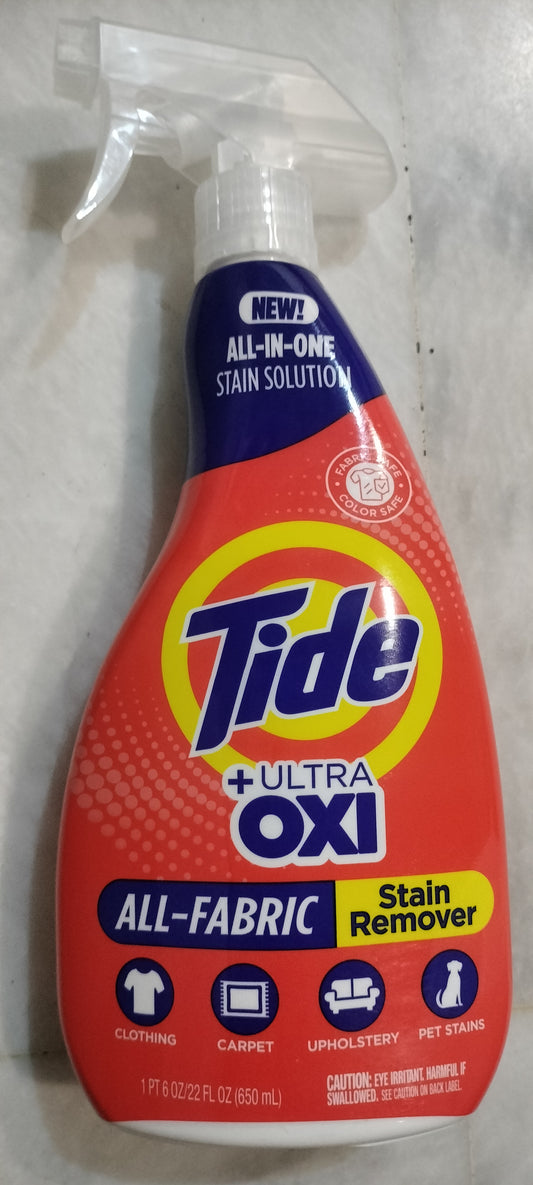 NEW!
ALL-IN-ONE
STAIN SOLUTION
FABRIC SAFE
COLOR SAFE
Tide
+ULTRA
OXI
ALL-FABRIC
Stain
Remover
CLOTHING
CARPET
UPHOLSTERY
PET STAINS
1 PT 6 OZ/22 FL OZ (650 mL)
CAUTION: EYE IRRITANT. HARMFUL IF
SWALLOWED. SEE CAUTION ON BACK LABEL.